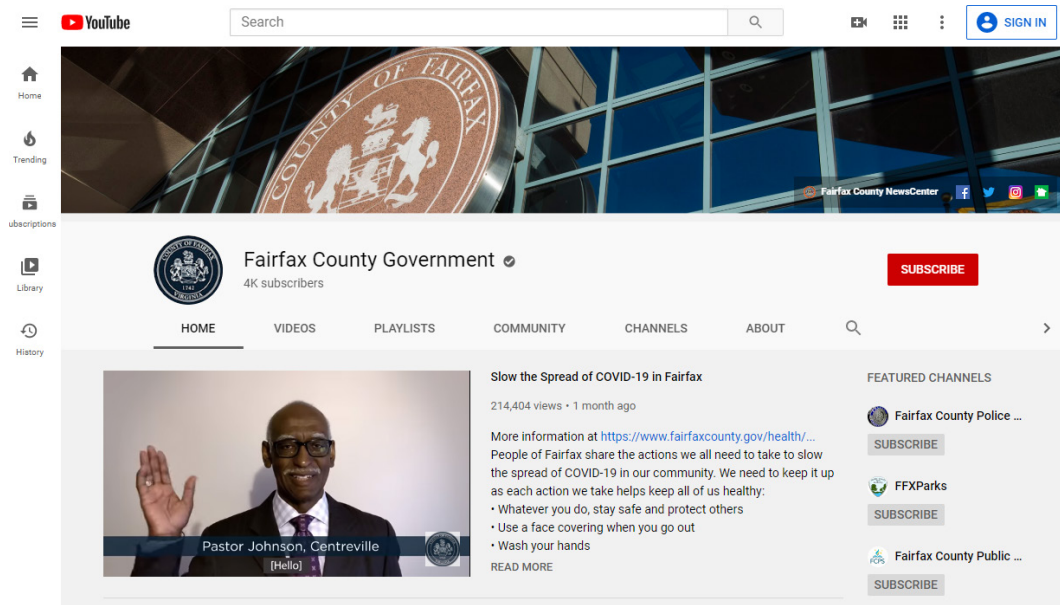 YouTube
Search
SIGN IN
Home
Trending
ubscriptions
Library
History
COUNTY OF FAIRFAX
Fairfax County NewsCenter
COUNTY OF FAIRFAX
1742
VIRGINIA
Fairfax County Government
4K subscribers
SUBSCRIBE
HOME VIDEOS PLAYLISTS COMMUNITY CHANNELS ABOUT
Pastor Johnson, Centreville
[Hello]
Slow the Spread of COVID-19 in Fairfax
214,404 views • 1 month ago
More information at https://www.fairfaxcounty.gov/health/...
People of Fairfax share the actions we all need to take to slow
the spread of COVID-19 in our community. We need to keep it up
as each action we take helps keep all of us healthy:
• Whatever you do, stay safe and protect others
• Use a face covering when you go out
• Wash your hands
READ MORE
FEATURED CHANNELS
Fairfax County Police ...
SUBSCRIBE
FFXParks
SUBSCRIBE
FCPS
Fairfax County Public ...
SUBSCRIBE